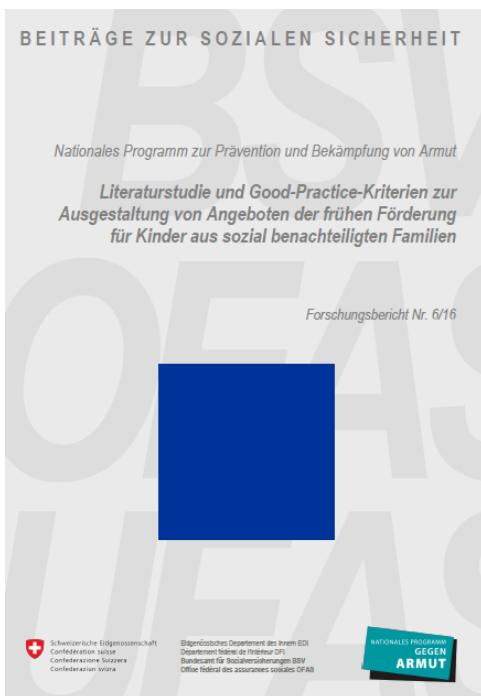 BEITRÄGE ZUR SOZIALEN SICHERHEIT
Nationales Programm zur Prävention und Bekämpfung von Armut
Literaturstudie und Good-Practice-Kriterien zur
Ausgestaltung von Angeboten der frühen Förderung
für Kinder aus sozial benachteiligten Familien
Forschungsbericht Nr. 6/16
BSV
OFAS
UFAS
Schweizerische Eidgenossenschaft
Confédération suisse
Confederazione Svizzera
Confederaziun svizra
Eidgenössisches Departement des Innern EDI
Département fédéral de l'intérieur DFI
Bundesamt für Sozialversicherungen BSV
Office fédéral des assurances sociales OFAS
NATIONALES PROGRAMM
GEGEN
ARMUT